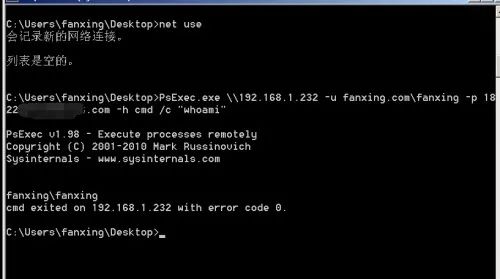 C:\Users\fanxing\Desktop>net use
会记录新的网络连接。
列表是空的。
C:\Users\fanxing\Desktop>PsExec.exe \\192.168.1.232 -u fanxing.com\fanxing -p 18
22 .com -h cmd /c "whoami"
PsExec v1.98 - Execute processes remotely
Copyright (C) 2001-2010 Mark Russinovich
Sysinternals - www.sysinternals.com
fanxing\fanxing
cmd exited on 192.168.1.232 with error code 0.
C:\Users\fanxing\Desktop>_